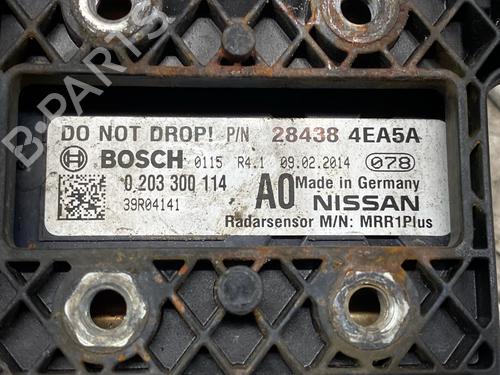 DO NOT DROP! P/N 28438 4EA5A
BOSCH 0115 R4.1 09.02.2014 078
0 203 300 114 A0 Made in Germany
39R04141 NISSAN
Radarsensor M/N: MRR1Plus
B-PARTS